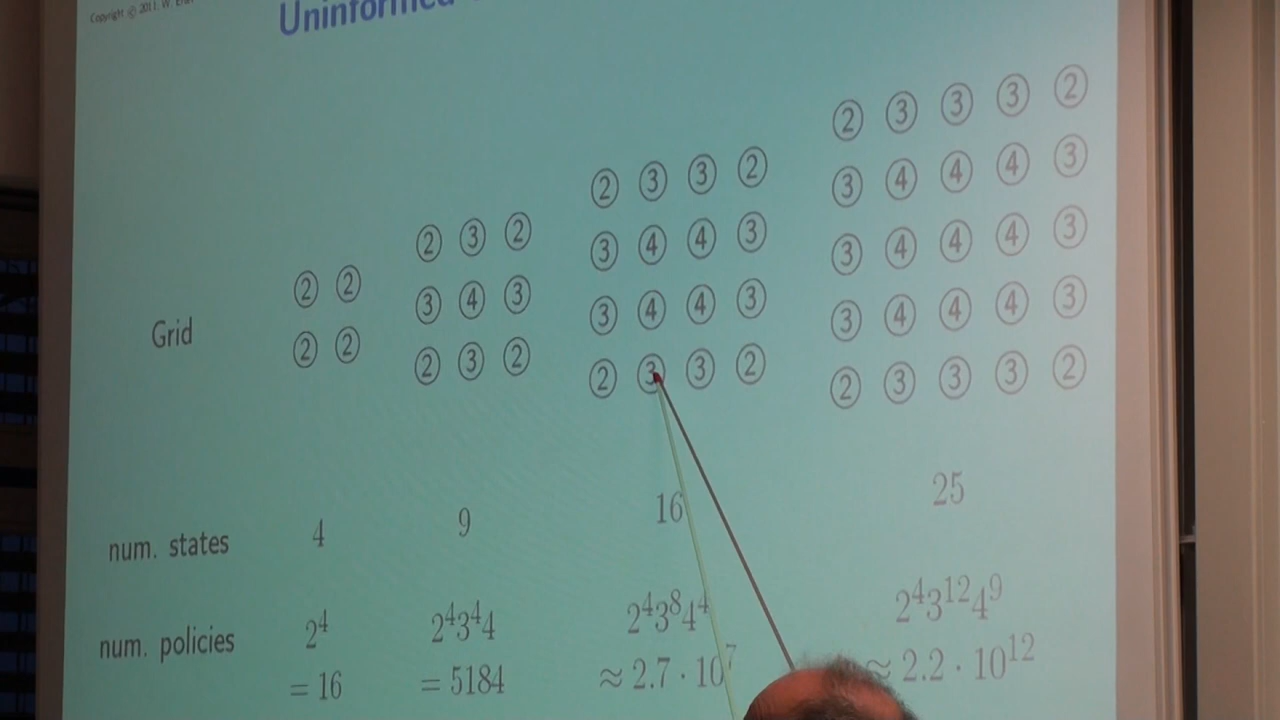 Copyright © 2011 W.
Uninformed
② ③ ③ ③ ②
② ③ ③ ② ③ ④ ④ ④ ③
② ③ ② ③ ④ ④ ③ ③ ④ ④ ④ ③
Grid ② ② ③ ④ ③ ③ ④ ④ ③ ③ ④ ④ ④ ③
② ② ② ③ ② ② ③ ③ ② ② ③ ③ ③ ②
num. states 4 9 16 25
num. policies 2⁴ 2⁴3⁴4 2⁴3⁸4⁴ 2⁴3¹²4⁹
= 16 = 5184 ≈ 2.7 · 10⁷ ≈ 2.2 · 10¹²